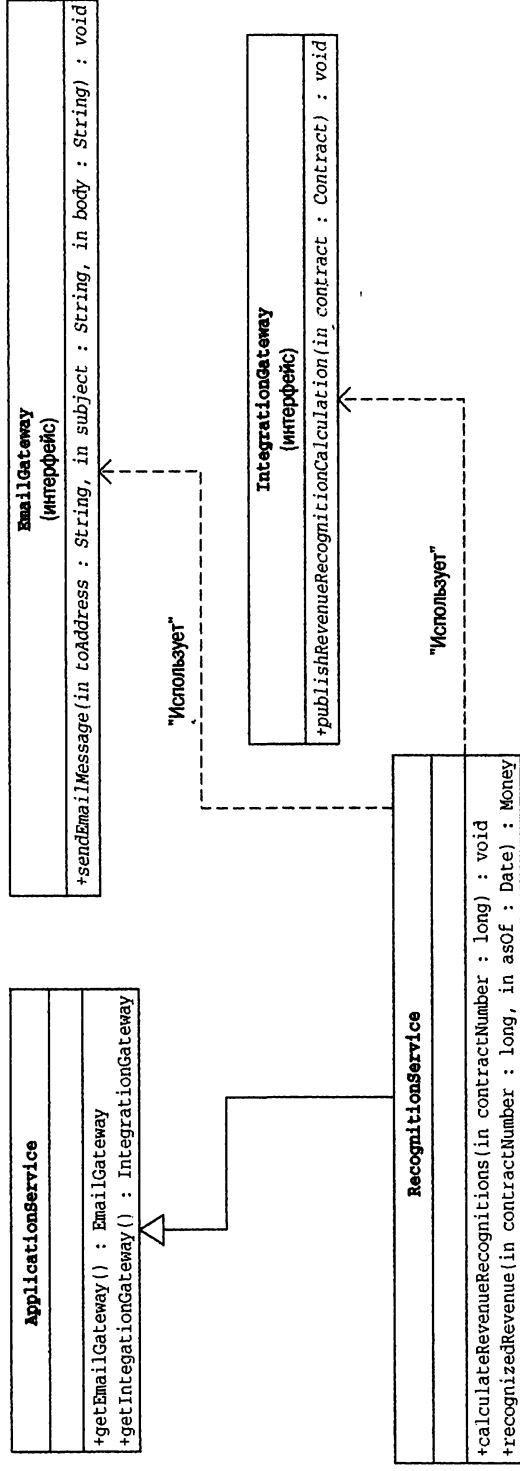 ApplicationService
+getEmailGateway() : EmailGateway
+getIntegationGateway() : IntegrationGateway
EmailGateway
(интерфейс)
+sendEmailMessage(in toAddress : String, in subject : String, in body : String) : void
"Использует"
IntegrationGateway
(интерфейс)
+publishRevenueRecognitionCalculation(in contract : Contract) : void
"Использует"
RecognitionService
+calculateRevenueRecognitions(in contractNumber : long) : void
+recognizedRevenue(in contractNumber : long, in asOf : Date) : Money